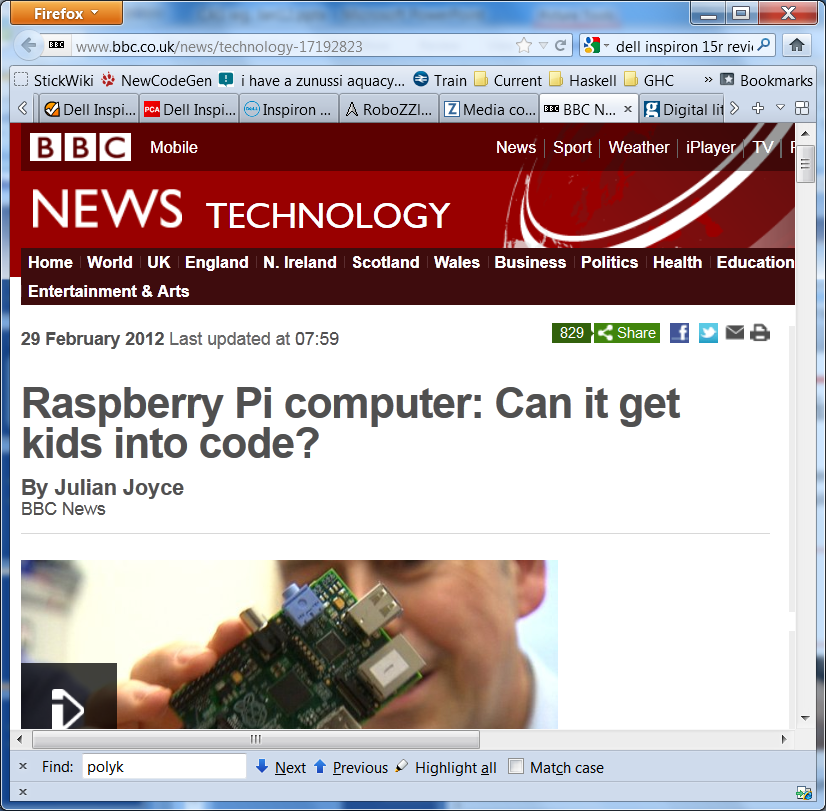 Firefox
www.bbc.co.uk/news/technology-17192823
dell inspiron 15r revi
StickWiki NewCodeGen i have a zunussi aquacy... Train Current Haskell GHC » Bookmarks
Dell Inspi... Dell Inspi... Inspiron ... RoboZZl... Media co... BBC N... Digital lit
BBC Mobile News Sport Weather iPlayer TV
NEWS TECHNOLOGY
Home World UK England N. Ireland Scotland Wales Business Politics Health Education
Entertainment & Arts
29 February 2012 Last updated at 07:59 829 Share
Raspberry Pi computer: Can it get
kids into code?
By Julian Joyce
BBC News
Find: polyk Next Previous Highlight all Match case